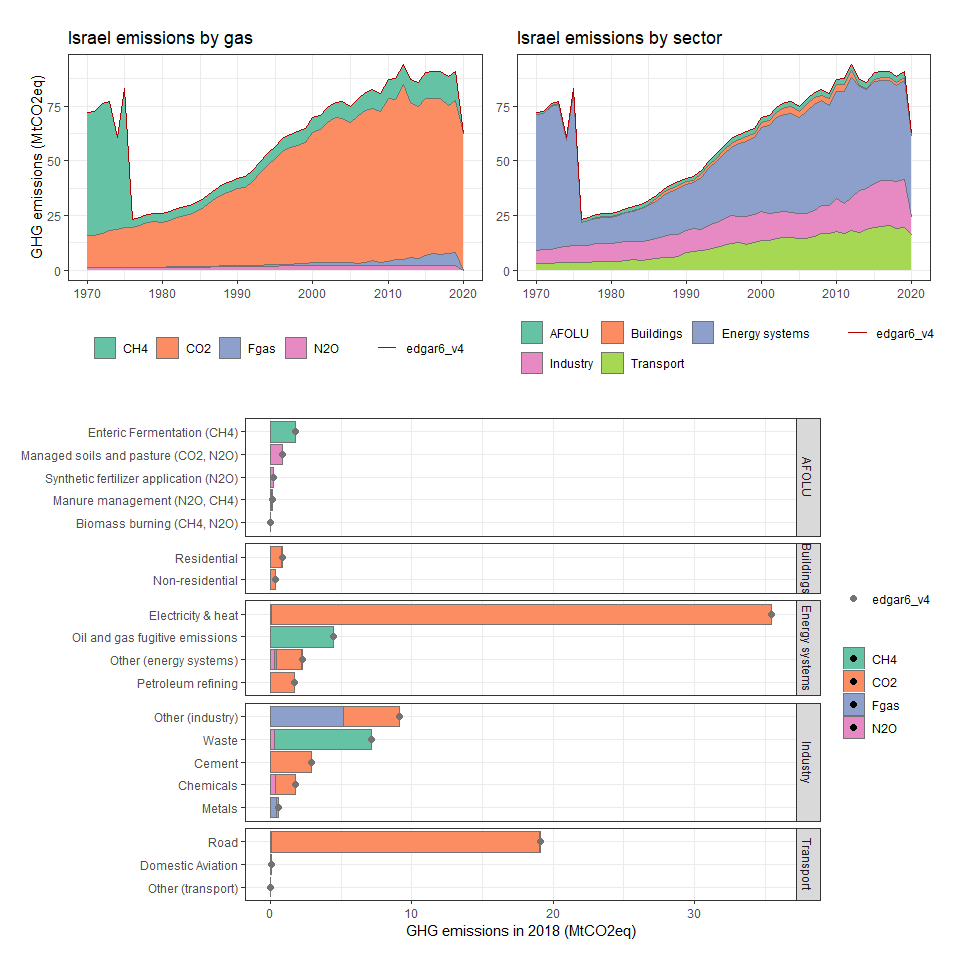 Israel emissions by gas
GHG emissions (MtCO2eq)
75
50
25
0
1970 1980 1990 2000 2010 2020
CH4 CO2 Fgas N2O edgar6_v4
Israel emissions by sector
75
50
25
0
1970 1980 1990 2000 2010 2020
AFOLU Buildings Energy systems edgar6_v4
Industry Transport
Enteric Fermentation (CH4)
Managed soils and pasture (CO2, N2O)
Synthetic fertilizer application (N2O)
Manure management (N2O, CH4)
Biomass burning (CH4, N2O)
AFOLU
Residential
Non-residential
Buildings
Electricity & heat
Oil and gas fugitive emissions
Other (energy systems)
Petroleum refining
Energy systems
Other (industry)
Waste
Cement
Chemicals
Metals
Industry
Road
Domestic Aviation
Other (transport)
Transport
0 10 20 30
GHG emissions in 2018 (MtCO2eq)
edgar6_v4
CH4
CO2
Fgas
N2O